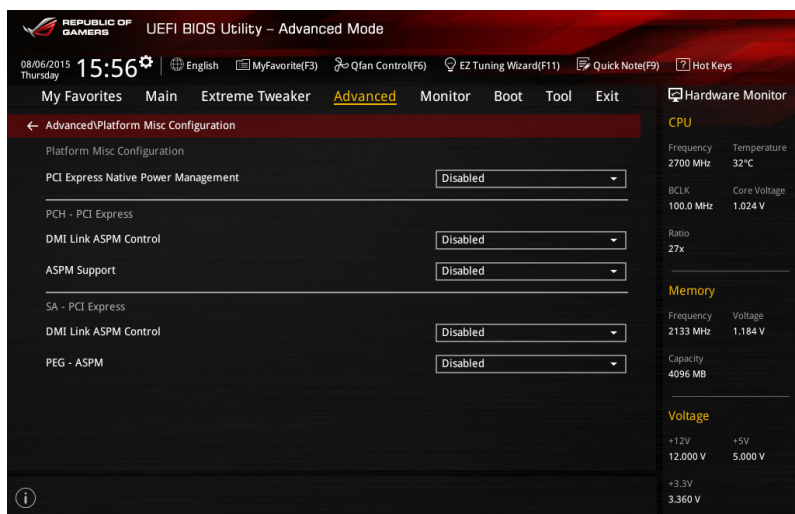 REPUBLIC OF
GAMERS
UEFI BIOS Utility – Advanced Mode
08/06/2015
Thursday
15:56
English
MyFavorite(F3)
Qfan Control(F6)
EZ Tuning Wizard(F11)
Quick Note(F9)
? Hot Keys
My Favorites Main Extreme Tweaker Advanced Monitor Boot Tool Exit
Hardware Monitor
← Advanced\Platform Misc Configuration
Platform Misc Configuration
PCI Express Native Power Management Disabled
PCH - PCI Express
DMI Link ASPM Control Disabled
ASPM Support Disabled
SA - PCI Express
DMI Link ASPM Control Disabled
PEG - ASPM Disabled
CPU
Frequency Temperature
2700 MHz 32°C
BCLK Core Voltage
100.0 MHz 1.024 V
Ratio
27x
Memory
Frequency Voltage
2133 MHz 1.184 V
Capacity
4096 MB
Voltage
+12V +5V
12.000 V 5.000 V
+3.3V
3.360 V
i